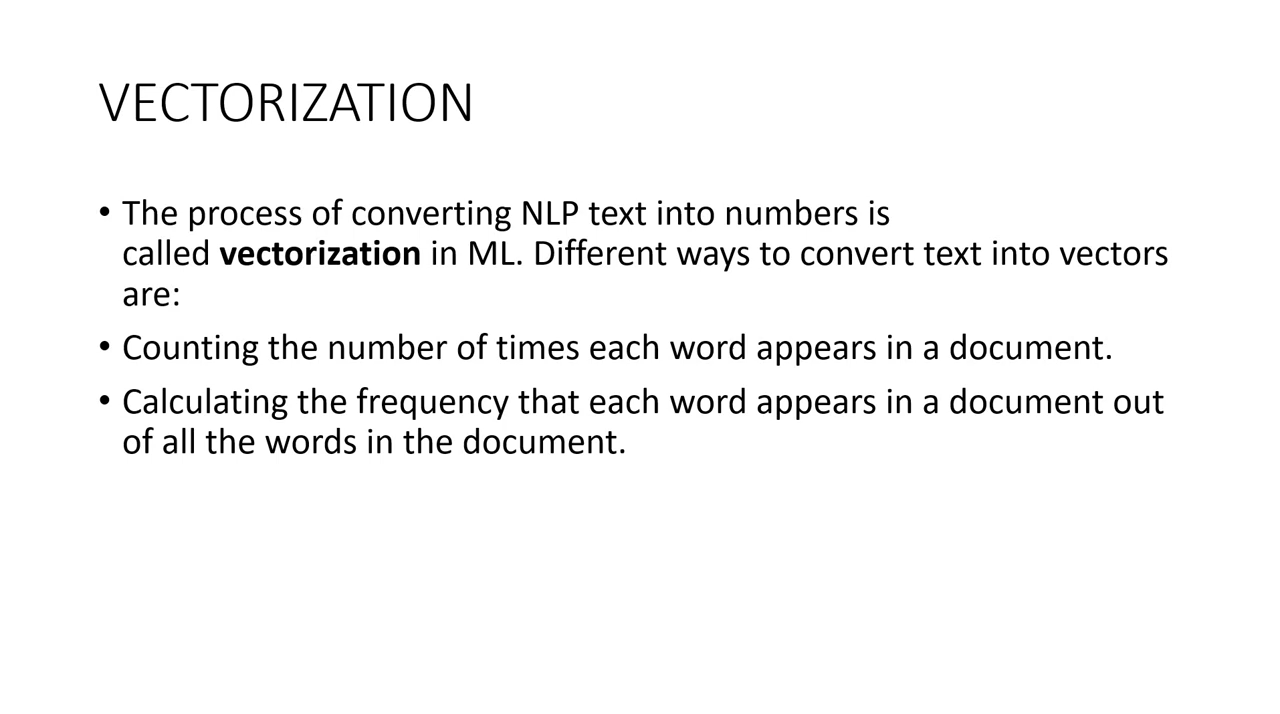 VECTORIZATION
• The process of converting NLP text into numbers is
called vectorization in ML. Different ways to convert text into vectors
are:
• Counting the number of times each word appears in a document.
• Calculating the frequency that each word appears in a document out
of all the words in the document.